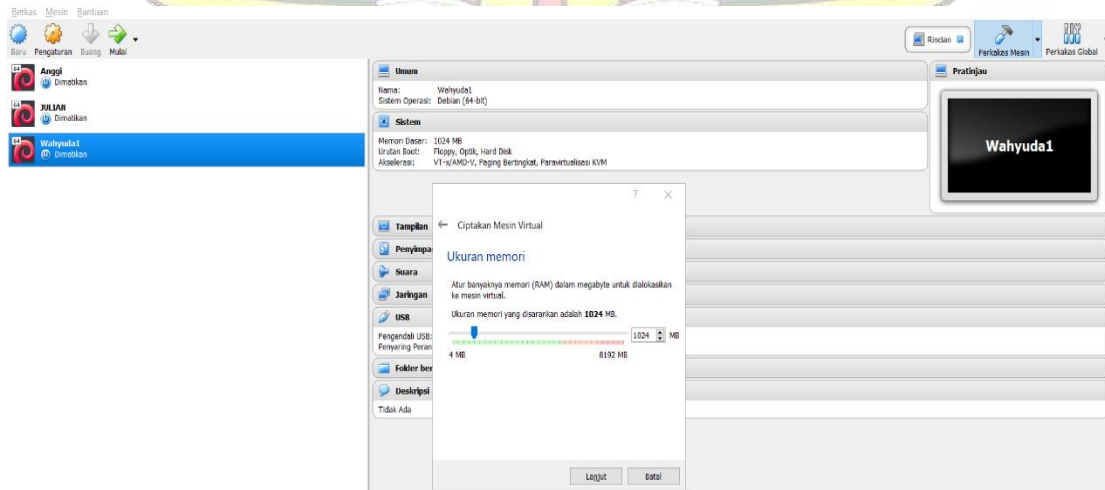 Berkas Mesin Bantuan
Baru Pengaturan Buang Mulai
Rincian
Perkakas Mesin
Perkakas Global
64
Anggi
Dimatikan
64
JULIAN
Dimatikan
64
Wahyuda1
Dimatikan
Umum
Nama: Wahyuda1
Sistem Operasi: Debian (64-bit)
Sistem
Memori Dasar: 1024 MB
Urutan Boot: Floppy, Optik, Hard Disk
Akselerasi: VT-x/AMD-V, Paging Bertingkat, Paravirtualisasi KVM
Pratinjau
Wahyuda1
Tampilan
Penyimpa
Suara
Jaringan
USB
Pengendali USB:
Penyaring Peran
Folder ber
Deskripsi
Tidak Ada
?
Ciptakan Mesin Virtual
Ukuran memori
Atur banyaknya memori (RAM) dalam megabyte untuk dialokasikan
ke mesin virtual.
Ukuran memori yang disarankan adalah 1024 MB.
1024 MB
4 MB 8192 MB
Lanjut Batal